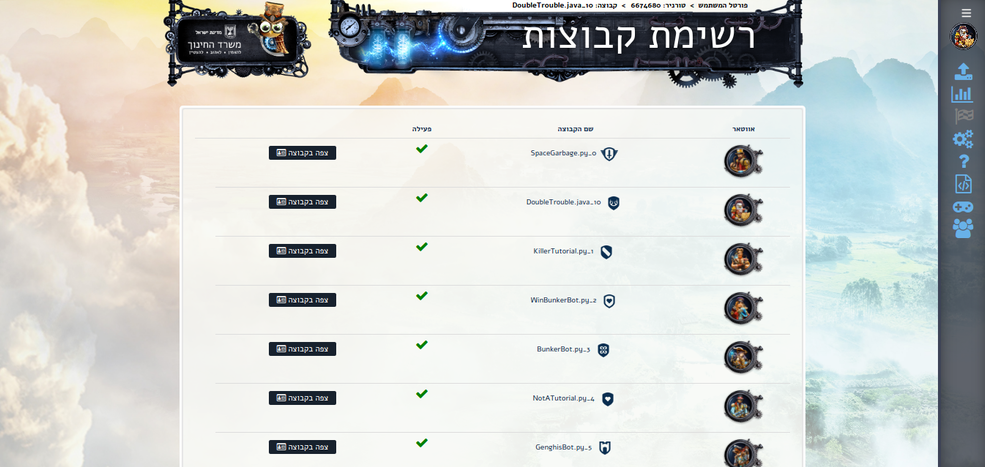 פורטל המשתמש > טורניר: 6674680 > קבוצה: DoubleTrouble.java_10
רשימת קבוצות
מדינת ישראל
משרד החינוך
אווטאר שם הקבוצה פעילה
SpaceGarbage.py_0 צפה בקבוצה
DoubleTrouble.java_10 צפה בקבוצה
KillerTutorial.py_1 צפה בקבוצה
WinBunkerBot.py_2 צפה בקבוצה
BunkerBot.py_3 צפה בקבוצה
NotATutorial.py_4 צפה בקבוצה
GenghisBot.py_5 צפה בקבוצה